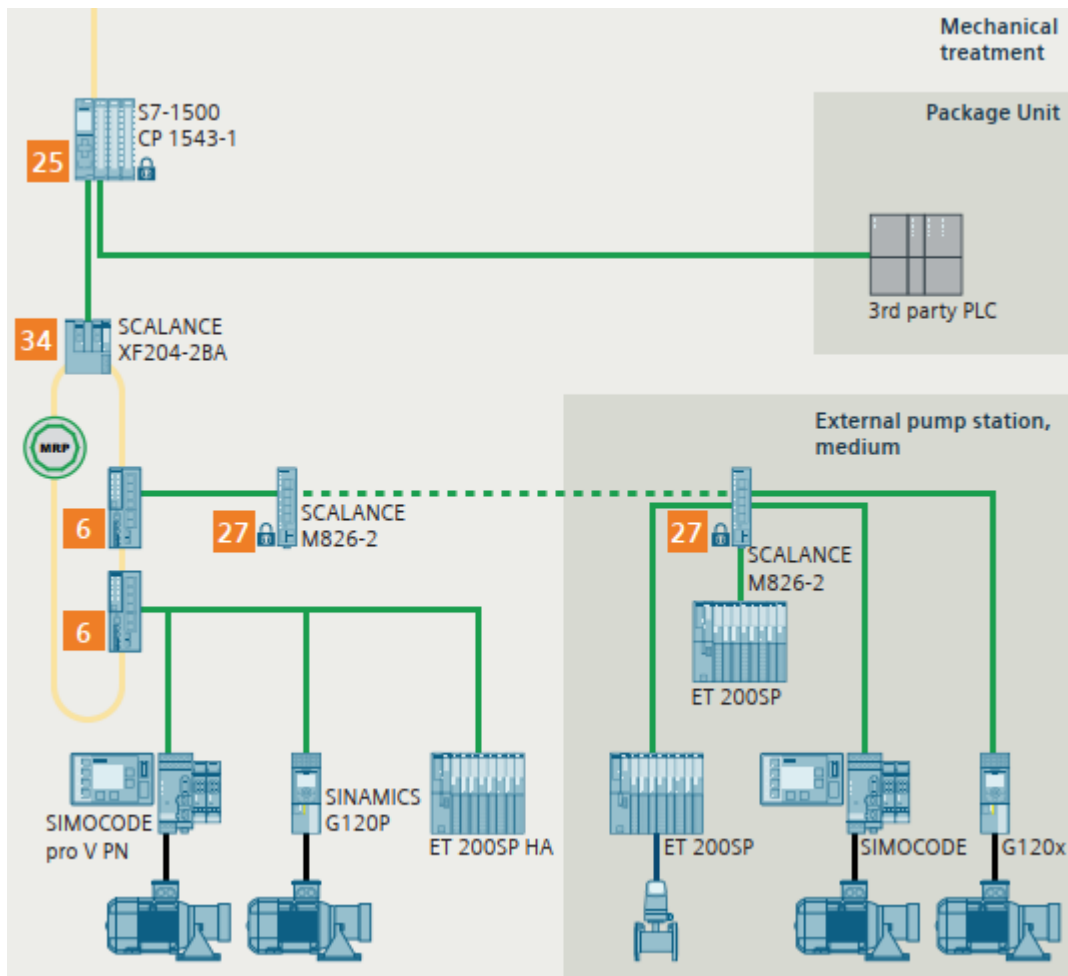 Mechanical
treatment
S7-1500
CP 1543-1
25
Package Unit
3rd party PLC
34
SCALANCE
XF204-2BA
MRP
External pump station,
medium
6
27
SCALANCE
M826-2
27
SCALANCE
M826-2
6
ET 200SP
SIMOCODE
pro V PN
SINAMICS
G120P
ET 200SP HA
ET 200SP
SIMOCODE
G120x